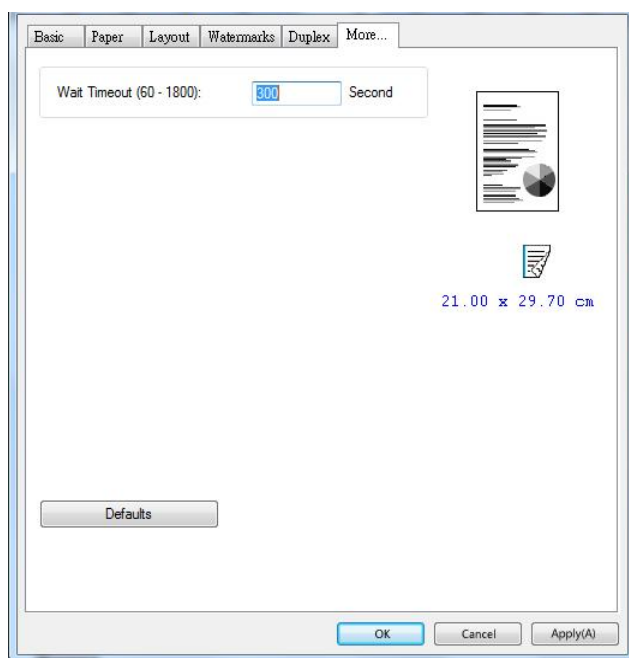 Basic Paper Layout Watermarks Duplex More...
Wait Timeout (60 - 1800): 300 Second
21.00 x 29.70 cm
Defaults
OK Cancel Apply(A)